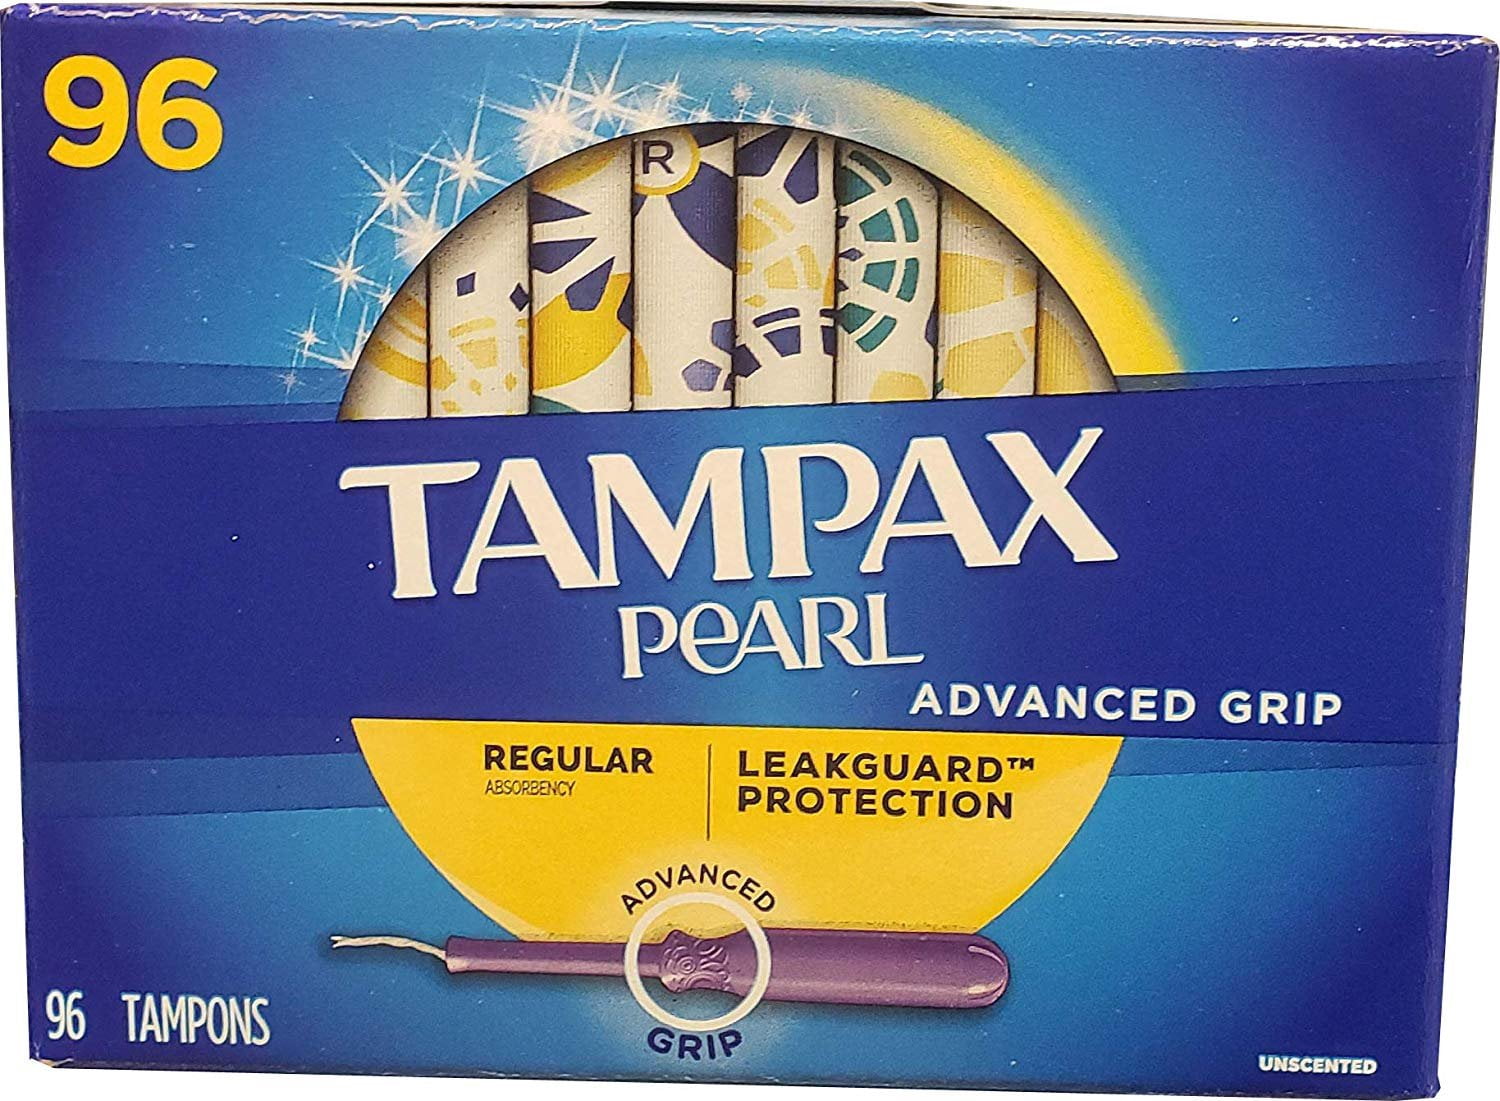 96
R
TAMPAX
PEARL
ADVANCED GRIP
REGULAR
ABSORBENCY
LEAKGUARD™
PROTECTION
ADVANCED
GRIP
96 TAMPONS
UNSCENTED